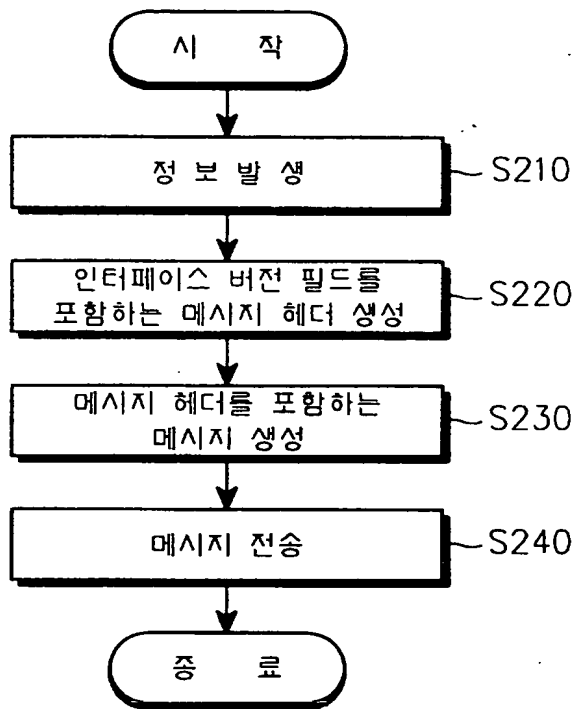 시 작
정 보 발 생
S210
인터페이스 버전 필드를
포함하는 메시지 헤더 생성
S220
메시지 헤더를 포함하는
메시지 생성
S230
메시지 전송
S240
종 료